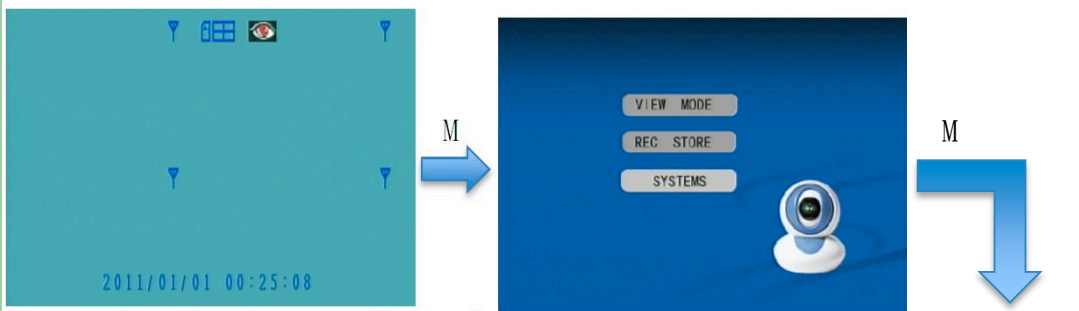 2011/01/01 00:25:08
M
VIEW MODE
REC STORE
SYSTEMS
M